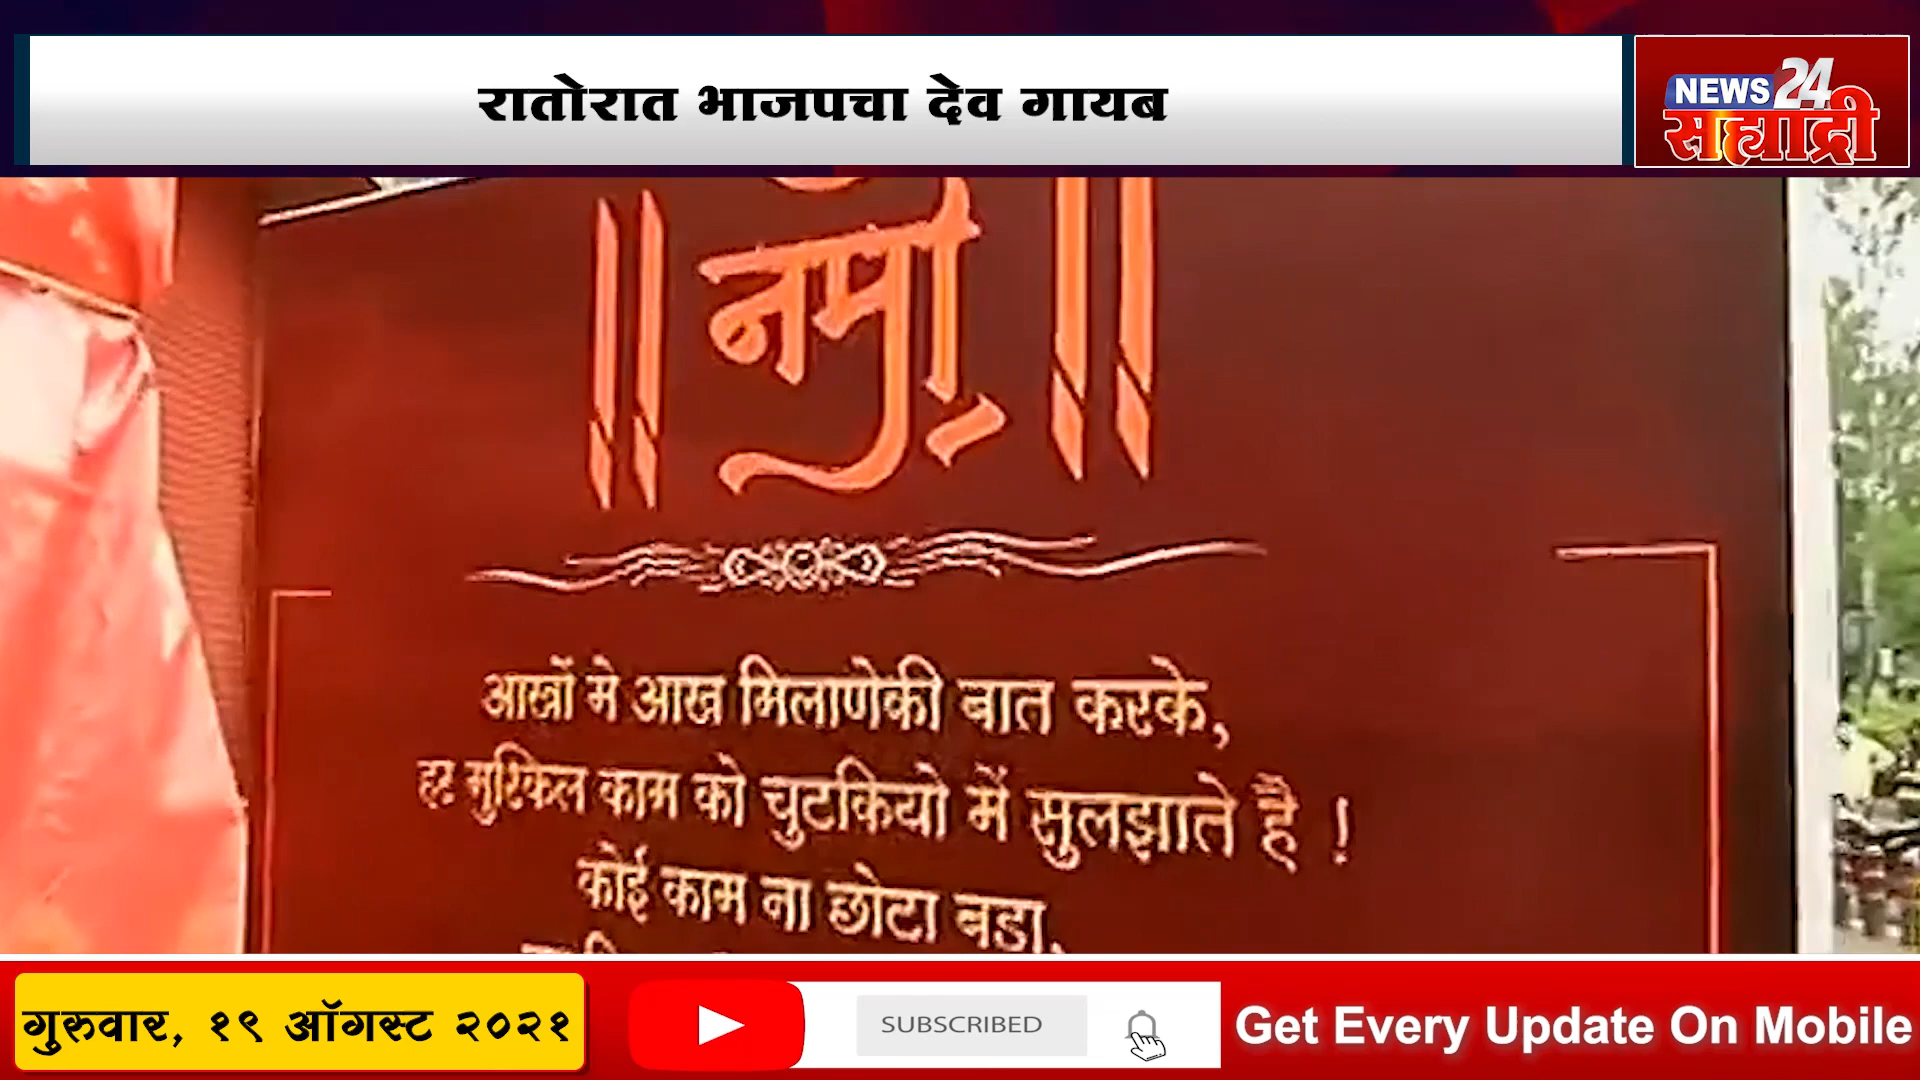 रातोरात भाजपचा देव गायब
NEWS 24
सह्याद्री
|| नमो ||
आखों मे आख मिलाणेकी बात करके,
हर मुश्किल काम को चुटकियो में सुलझाते है !
कोई काम ना छोटा बडा,
गुरुवार, १९ ऑगस्ट २०२१
SUBSCRIBED
Get Every Update On Mobile